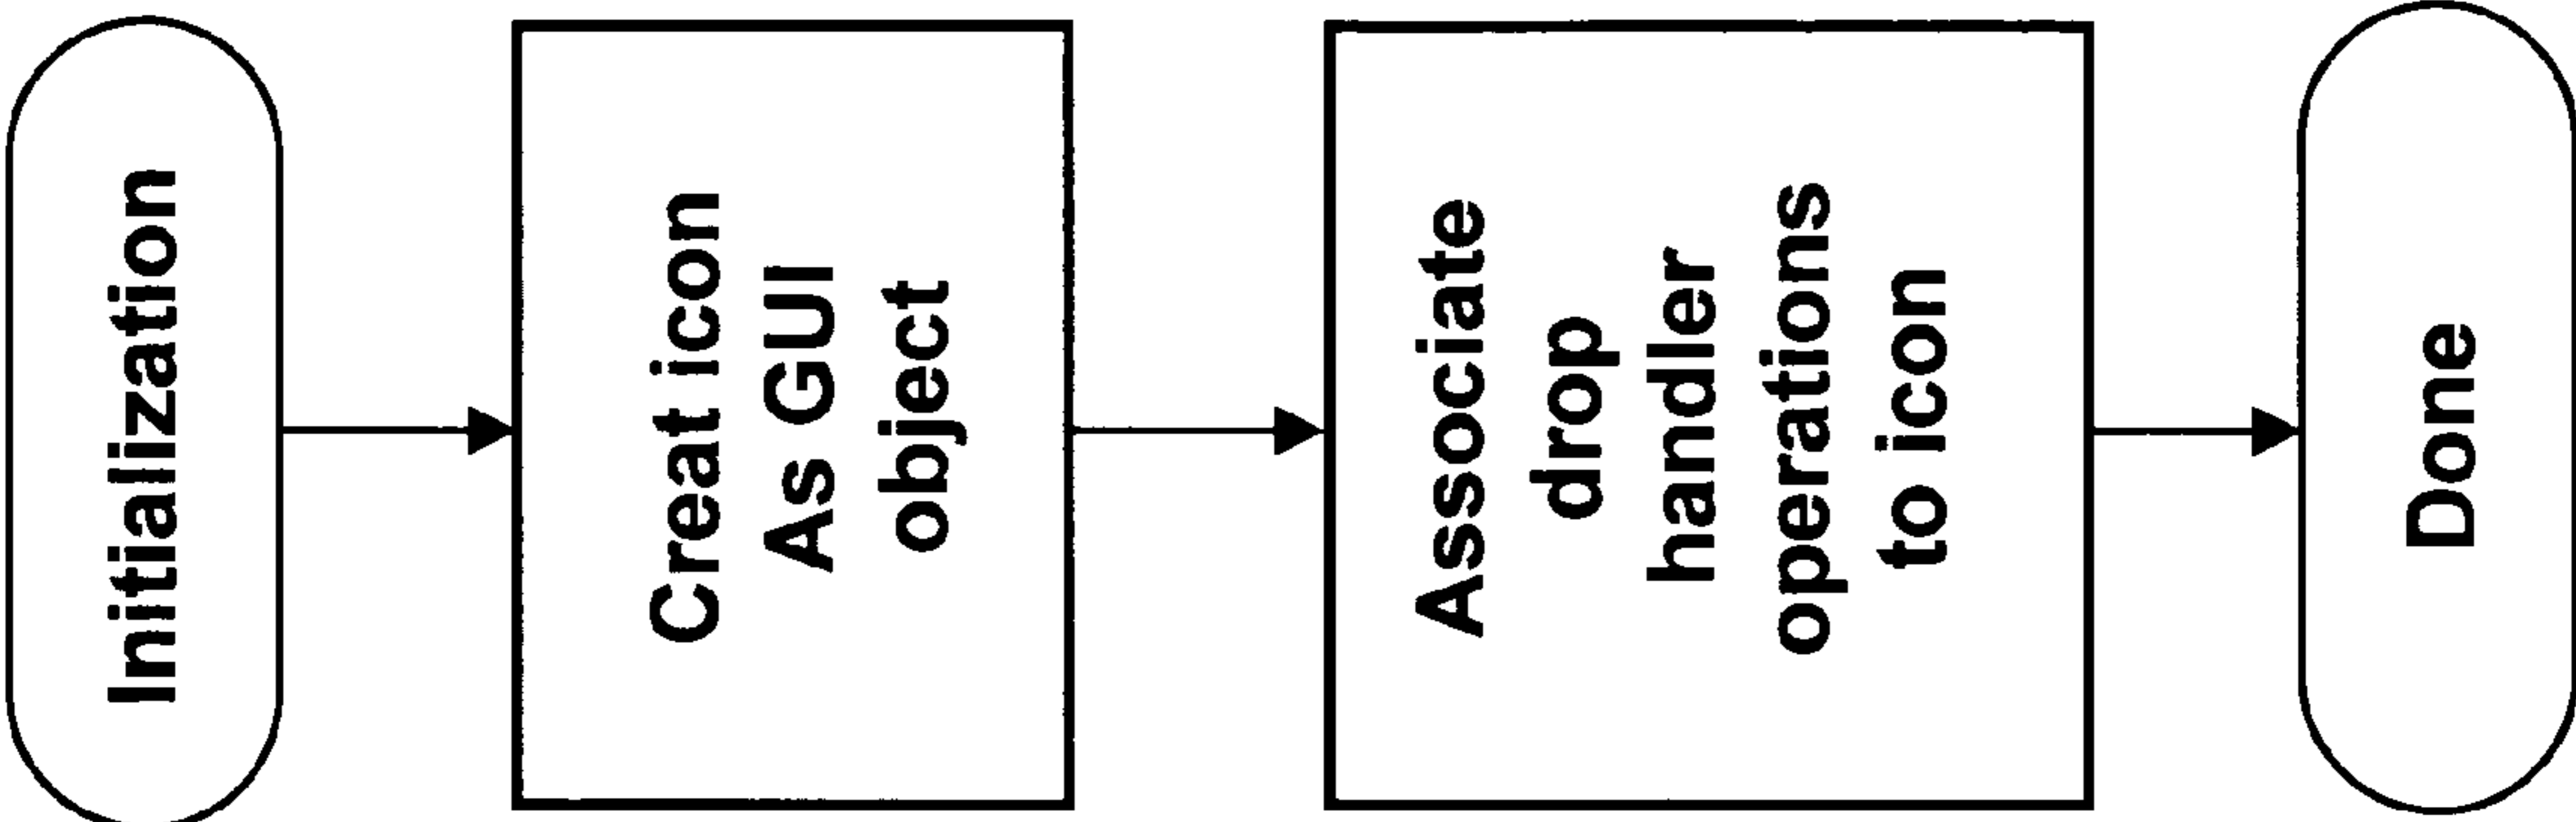 Initialization
Creat icon
As GUI
object
Associate
drop
handler
operations
to icon
Done